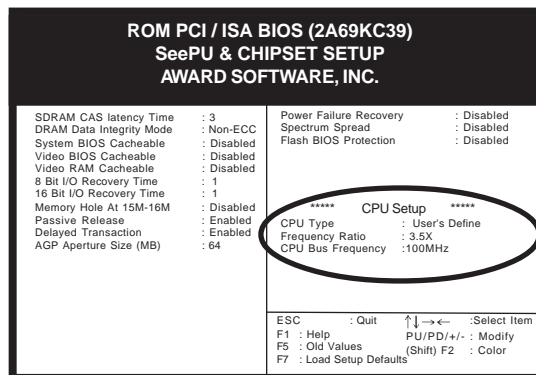 ROM PCI / ISA BIOS (2A69KC39)
SeePU & CHIPSET SETUP
AWARD SOFTWARE, INC.
SDRAM CAS latency Time : 3
DRAM Data Integrity Mode : Non-ECC
System BIOS Cacheable : Disabled
Video BIOS Cacheable : Disabled
Video RAM Cacheable : Disabled
8 Bit I/O Recovery Time : 1
16 Bit I/O Recovery Time : 1
Memory Hole At 15M-16M : Disabled
Passive Release : Enabled
Delayed Transaction : Enabled
AGP Aperture Size (MB) : 64
Power Failure Recovery : Disabled
Spectrum Spread : Disabled
Flash BIOS Protection : Disabled
***** CPU Setup *****
CPU Type : User's Define
Frequency Ratio : 3.5X
CPU Bus Frequency :100MHz
ESC : Quit ↑↓→← :Select Item
F1 : Help PU/PD/+/- : Modify
F5 : Old Values (Shift) F2 : Color
F7 : Load Setup Defaults